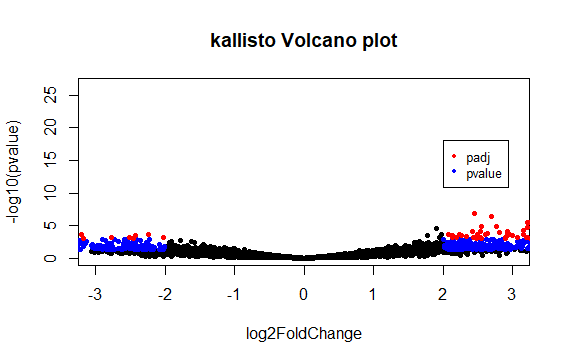 kallisto Volcano plot
-log10(pvalue)
25
20
15
10
5
0
padj
pvalue
-3 -2 -1 0 1 2 3
log2FoldChange